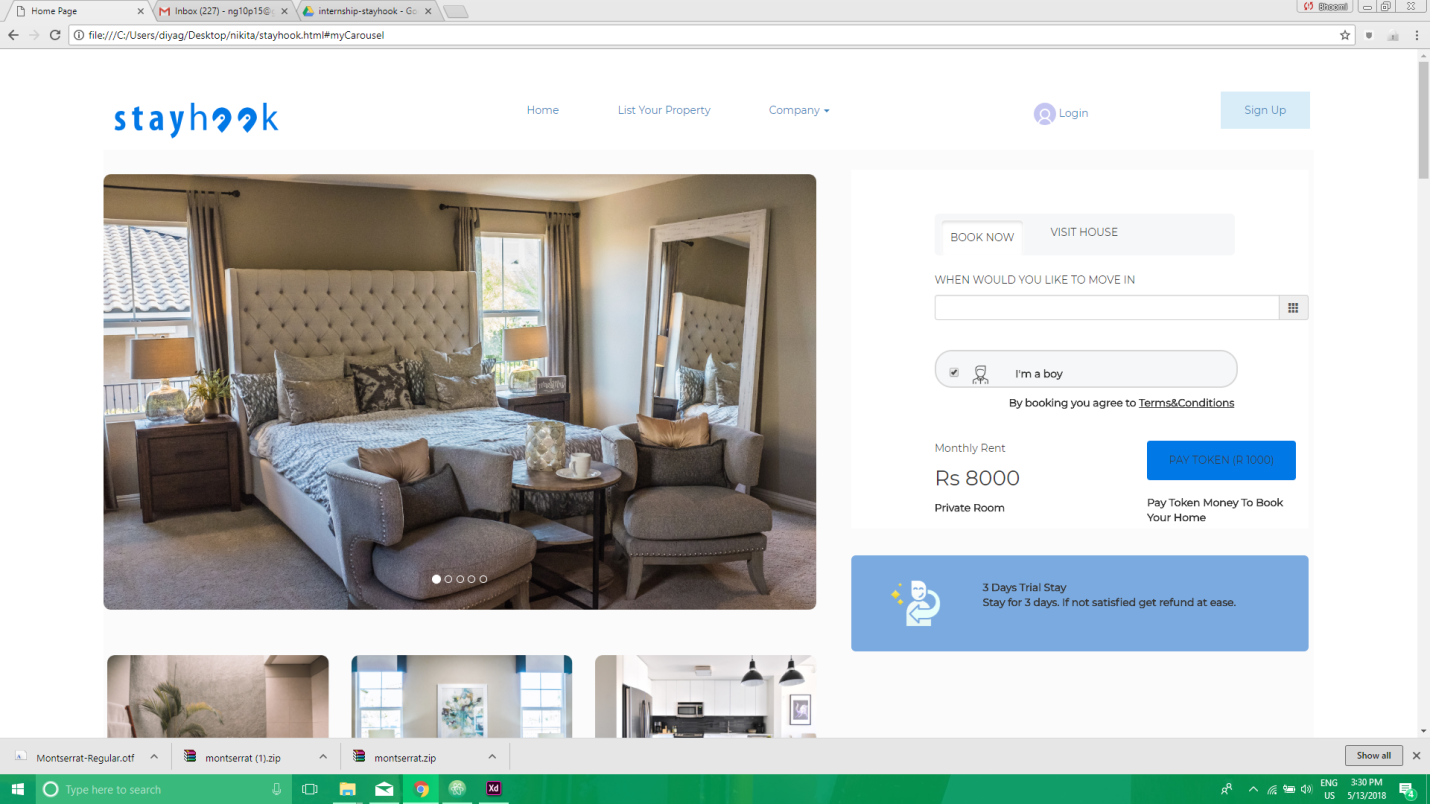 Home Page
Inbox (227) - ng10p15@
internship-stayhook - Go
Bhoomi
file:///C:/Users/diyag/Desktop/nikita/stayhook.html#myCarousel
stayhook
Home
List Your Property
Company
Login
Sign Up
BOOK NOW
VISIT HOUSE
WHEN WOULD YOU LIKE TO MOVE IN
I'm a boy
By booking you agree to Terms&Conditions
Monthly Rent
PAY TOKEN (R 1000)
Rs 8000
Private Room
Pay Token Money To Book
Your Home
3 Days Trial Stay
Stay for 3 days. If not satisfied get refund at ease.
Montserrat-Regular.otf
montserrat (1).zip
montserrat.zip
Show all
Type here to search
Xd
ENG
US
3:30 PM
5/13/2018
4